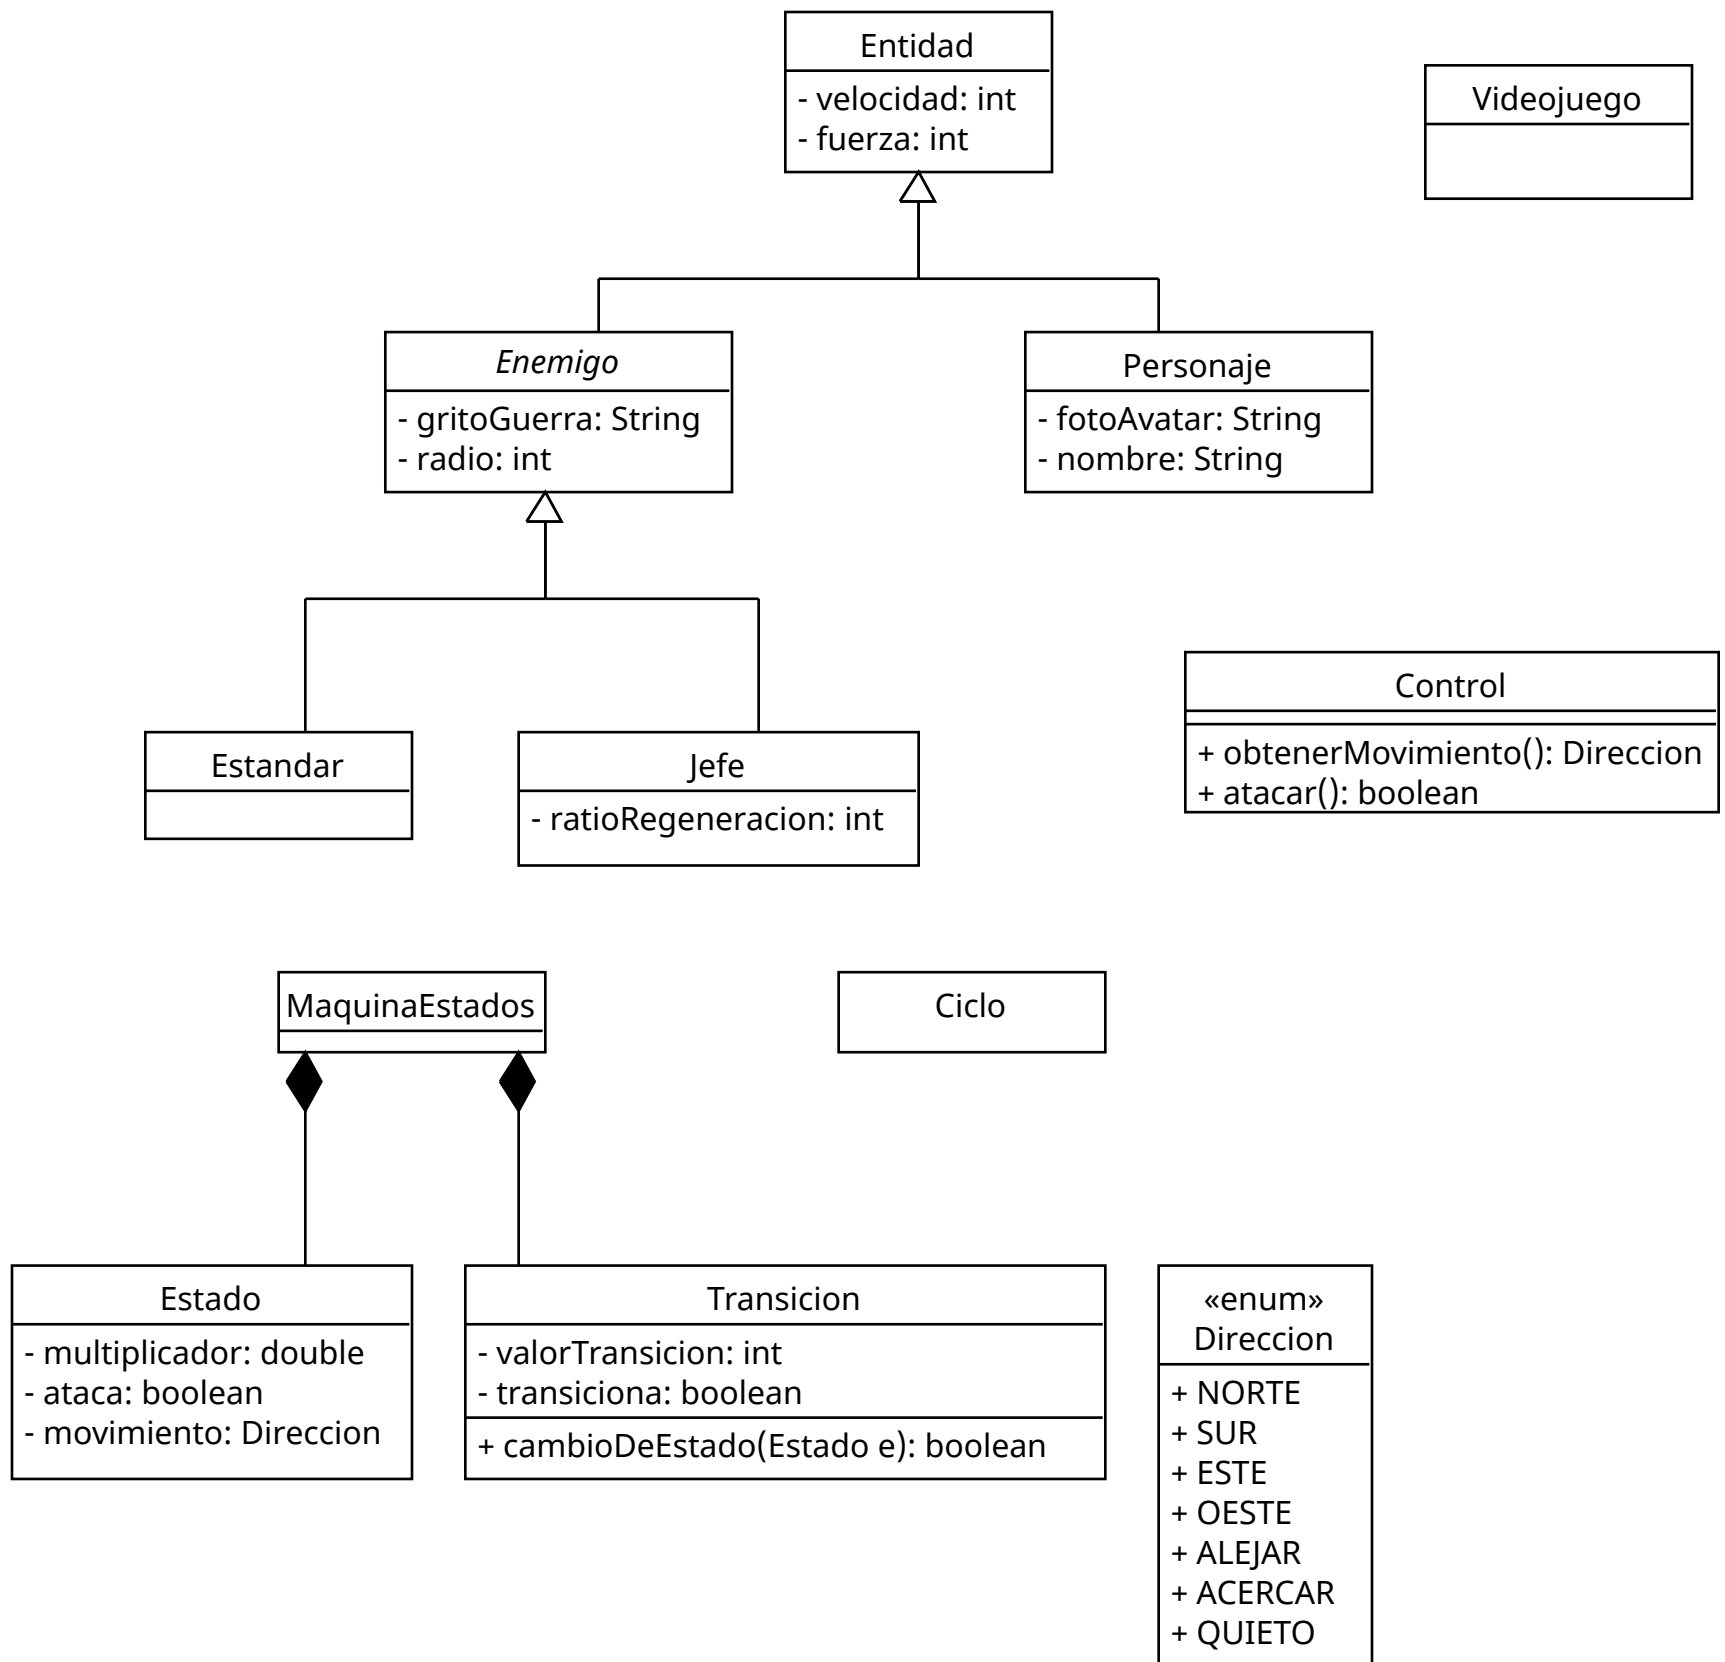 Entidad
- velocidad: int
- fuerza: int
Videojuego
Enemigo
- gritoGuerra: String
- radio: int
Personaje
- fotoAvatar: String
- nombre: String
Control
+ obtenerMovimiento(): Direccion
+ atacar(): boolean
Estandar
Jefe
- ratioRegeneracion: int
MaquinaEstados
Ciclo
Estado
- multiplicador: double
- ataca: boolean
- movimiento: Direccion
Transicion
- valorTransicion: int
- transiciona: boolean
+ cambioDeEstado(Estado e): boolean
«enum»
Direccion
+ NORTE
+ SUR
+ ESTE
+ OESTE
+ ALEJAR
+ ACERCAR
+ QUIETO